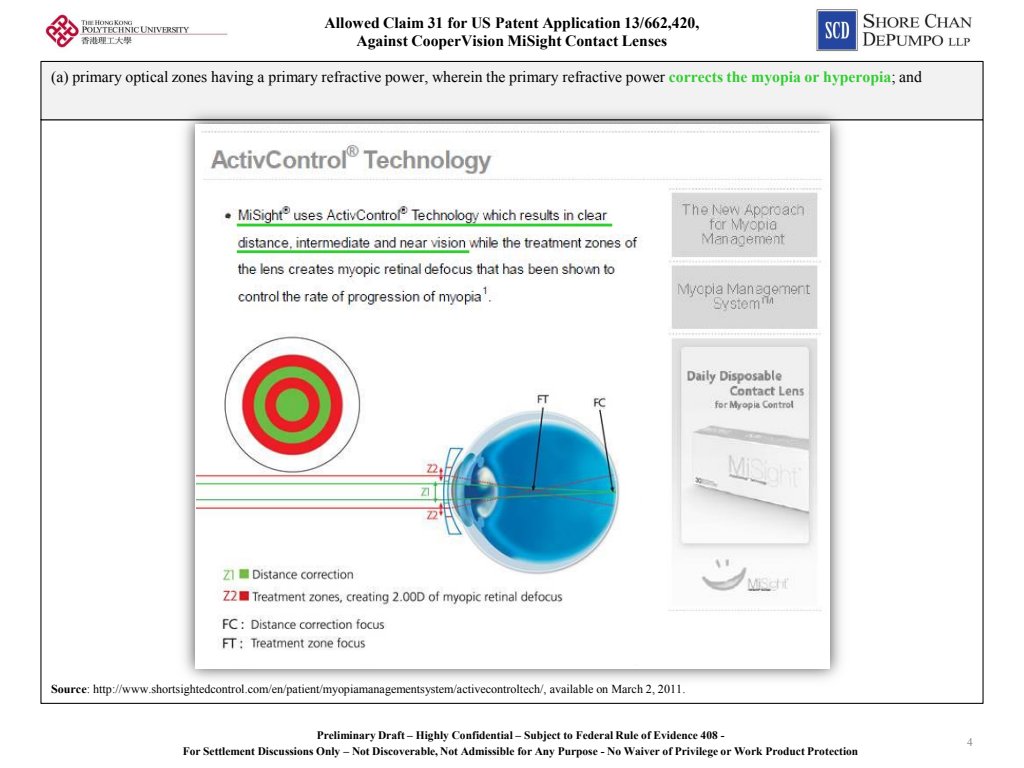 THE HONG KONG
POLYTECHNIC UNIVERSITY
香港理工大學
Allowed Claim 31 for US Patent Application 13/662,420,
Against CooperVision MiSight Contact Lenses
SCD
SHORE CHAN
DEPUMPO LLP
(a) primary optical zones having a primary refractive power, wherein the primary refractive power corrects the myopia or hyperopia; and
ActivControl® Technology
• MiSight® uses ActivControl® Technology which results in clear
distance, intermediate and near vision while the treatment zones of
the lens creates myopic retinal defocus that has been shown to
control the rate of progression of myopia¹.
The New Approach
for Myopia
Management
Myopia Management
System™
Daily Disposable
Contact Lens
for Myopia Control
MiSight®
30
MiSight®
FT
FC
Z2
Z1
Z2
Z1 Distance correction
Z2 Treatment zones, creating 2.00D of myopic retinal defocus
FC : Distance correction focus
FT : Treatment zone focus
Source: http://www.shortsightedcontrol.com/en/patient/myopiamanagementsystem/activecontroltech/, available on March 2, 2011.
Preliminary Draft – Highly Confidential – Subject to Federal Rule of Evidence 408 -
For Settlement Discussions Only – Not Discoverable, Not Admissible for Any Purpose - No Waiver of Privilege or Work Product Protection
4